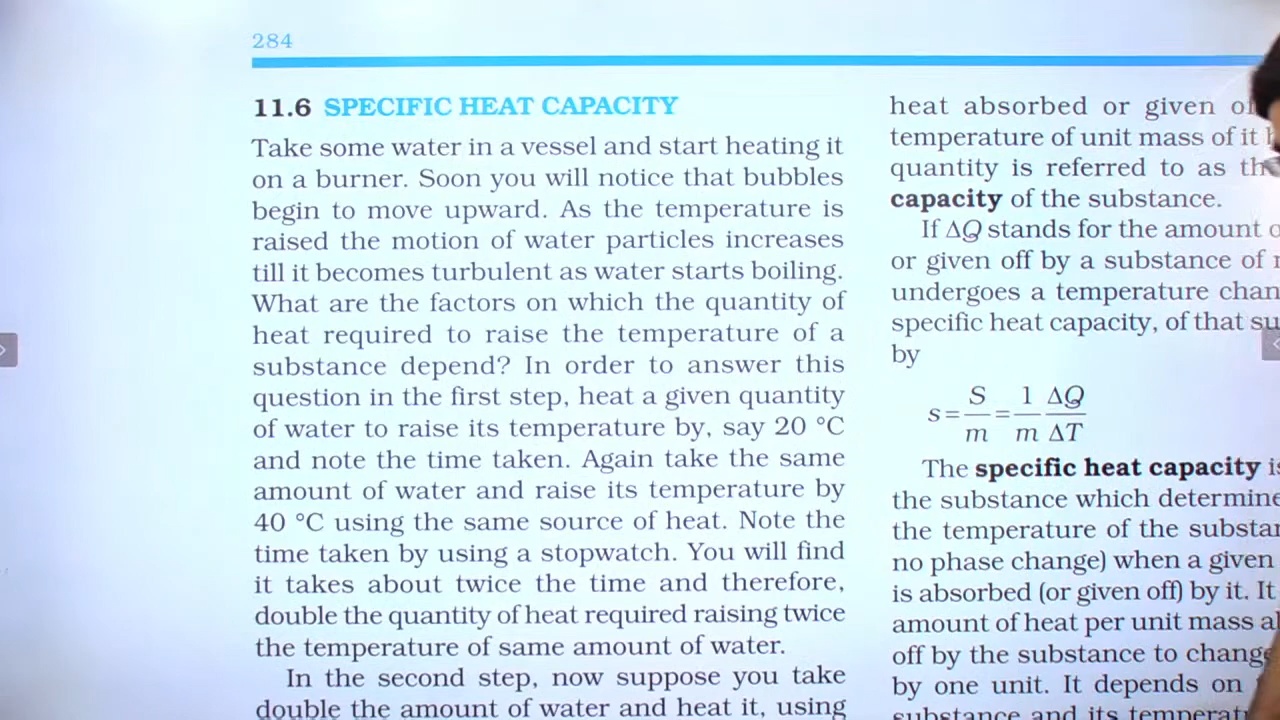 284
11.6 SPECIFIC HEAT CAPACITY
Take some water in a vessel and start heating it
on a burner. Soon you will notice that bubbles
begin to move upward. As the temperature is
raised the motion of water particles increases
till it becomes turbulent as water starts boiling.
What are the factors on which the quantity of
heat required to raise the temperature of a
substance depend? In order to answer this
question in the first step, heat a given quantity
of water to raise its temperature by, say 20 °C
and note the time taken. Again take the same
amount of water and raise its temperature by
40 °C using the same source of heat. Note the
time taken by using a stopwatch. You will find
it takes about twice the time and therefore,
double the quantity of heat required raising twice
the temperature of same amount of water.
In the second step, now suppose you take
double the amount of water and heat it, using
heat absorbed or given
temperature of unit mass of it
quantity is referred to as
capacity of the substance.
If ΔQ stands for the amount
or given off by a substance of
undergoes a temperature
specific heat capacity, of that
by
s = S/m = 1/m ΔQ/ΔT
The specific heat capacity
the substance which
the temperature of the
no phase change) when a given
is absorbed (or given off) by it. It
amount of heat per unit mass
off by the substance to
by one unit. It depends on
substance and its